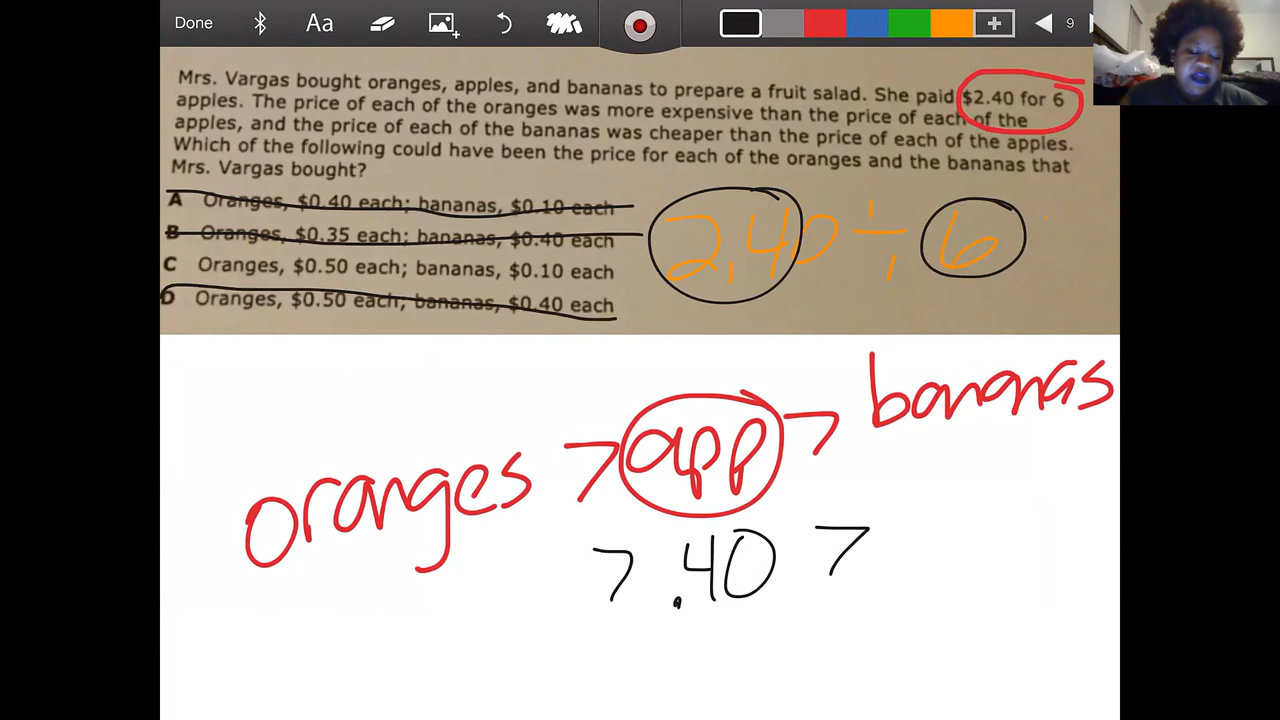 Done Aa 9
Mrs. Vargas bought oranges, apples, and bananas to prepare a fruit salad. She paid $2.40 for 6
apples. The price of each of the oranges was more expensive than the price of each of the
apples, and the price of each of the bananas was cheaper than the price of each of the apples.
Which of the following could have been the price for each of the oranges and the bananas that
Mrs. Vargas bought?
A Oranges, $0.40 each; bananas, $0.10 each
B Oranges, $0.35 each; bananas, $0.40 each
C Oranges, $0.50 each; bananas, $0.10 each
D Oranges, $0.50 each; bananas, $0.40 each
2.40 ÷ 6
oranges > app > bananas
> .40 >